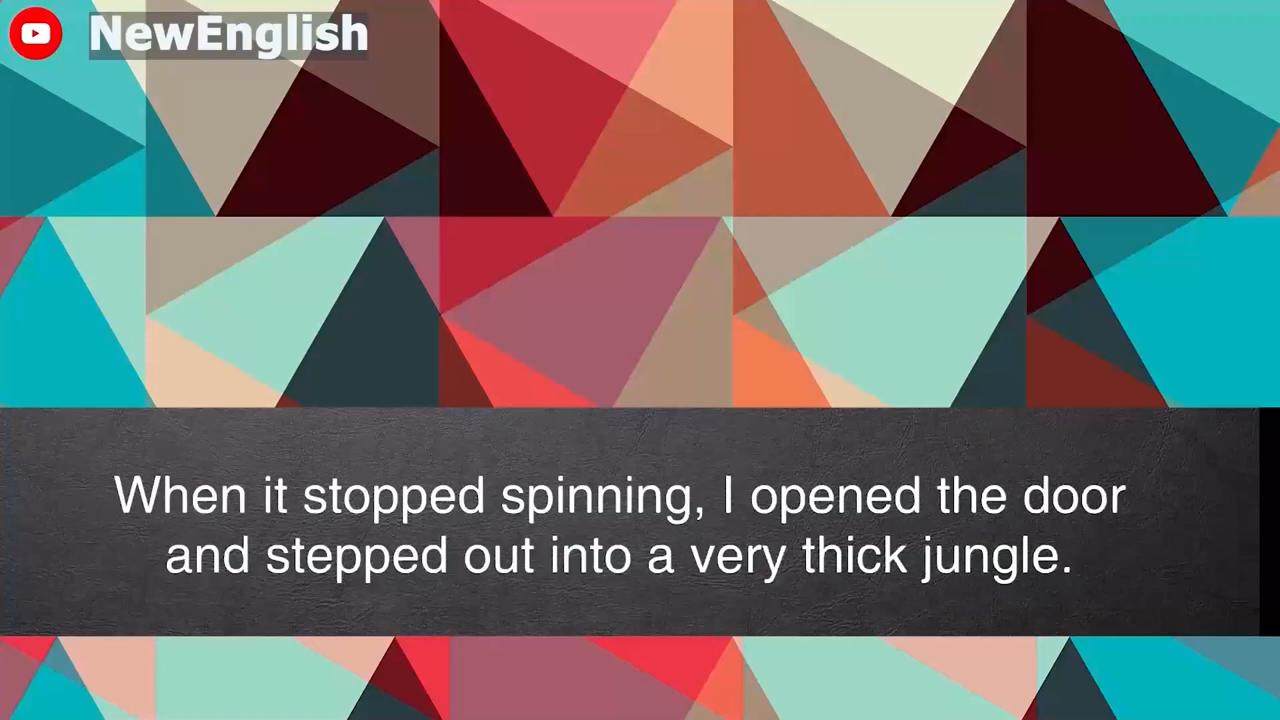 NewEnglish
When it stopped spinning, I opened the door
and stepped out into a very thick jungle.